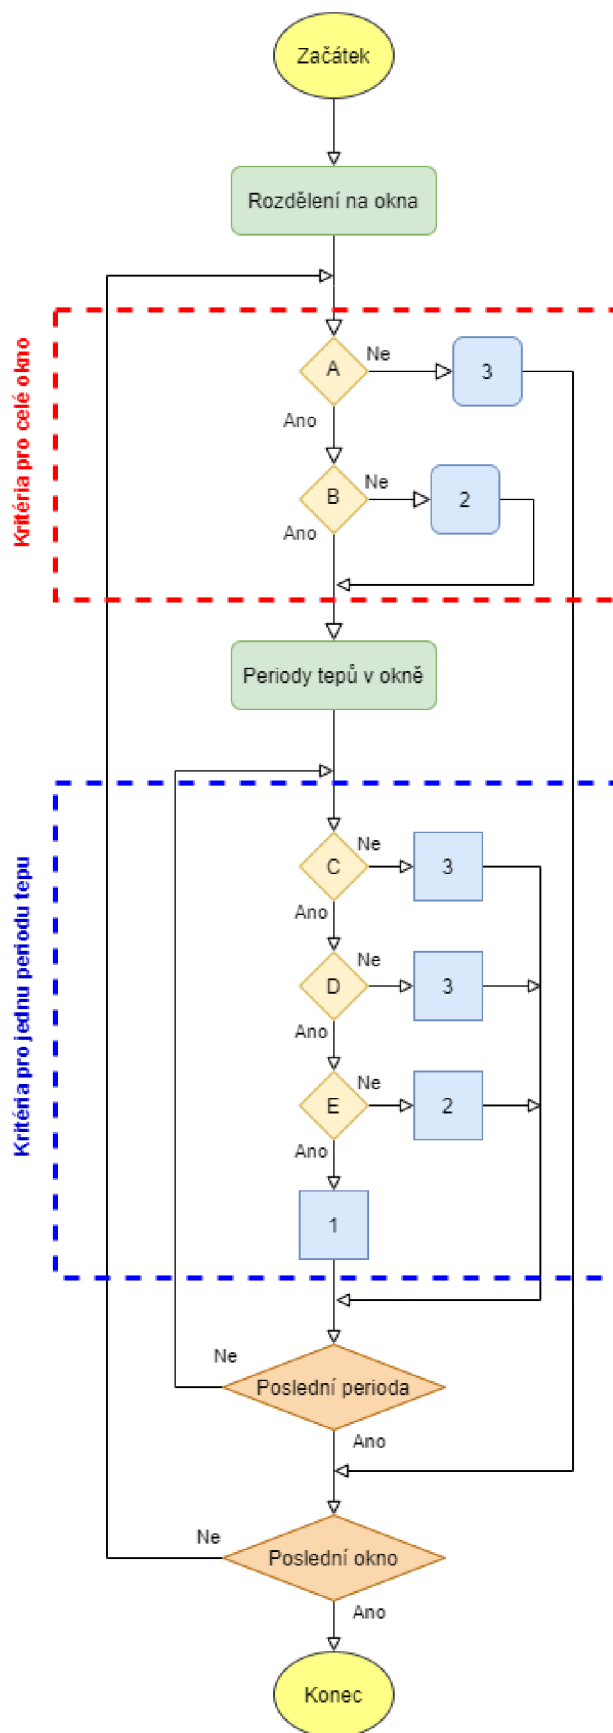 Začátek
Rozdělení na okna
Kritéria pro celé okno
A
Ne
3
Ano
B
Ne
2
Ano
Periody tepů v okně
Kritéria pro jednu periodu tepu
C
Ne
3
Ano
D
Ne
3
Ano
E
Ne
2
Ano
1
Ne
Poslední perioda
Ano
Ne
Poslední okno
Ano
Konec